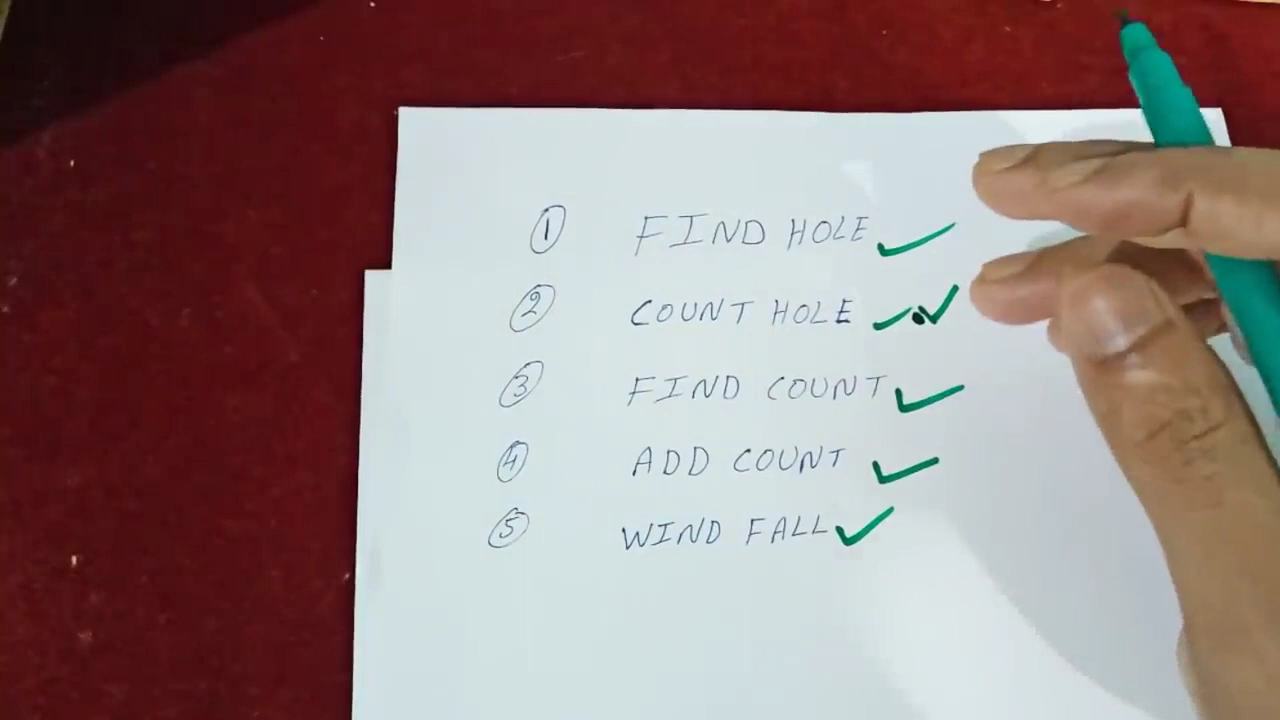 ① FIND HOLE ✓
② COUNT HOLE ✓•✓
③ FIND COUNT ✓
④ ADD COUNT ✓
⑤ WIND FALL ✓